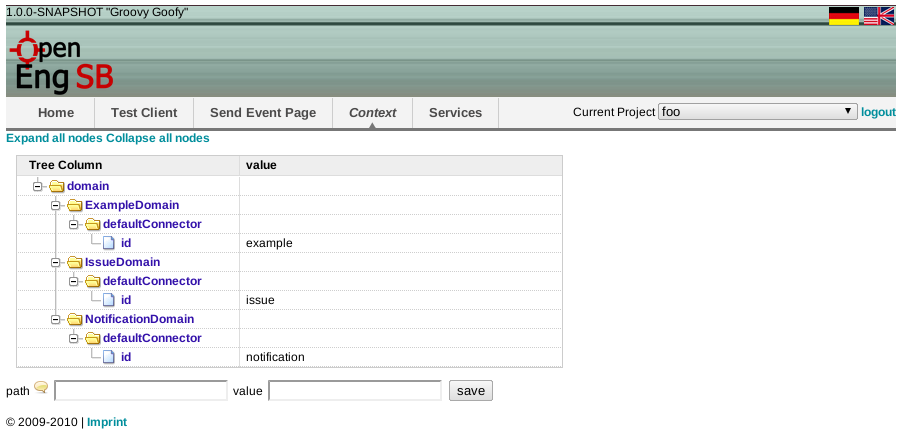 1.0.0-SNAPSHOT "Groovy Goofy"
Open
Eng SB
Home Test Client Send Event Page Context Services Current Project foo logout
Expand all nodes Collapse all nodes
Tree Column value
domain
ExampleDomain
defaultConnector
id example
IssueDomain
defaultConnector
id issue
NotificationDomain
defaultConnector
id notification
path value save
© 2009-2010 | Imprint